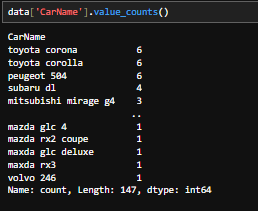 data['CarName'].value_counts()
CarName
toyota corona 6
toyota corolla 6
peugeot 504 6
subaru dl 4
mitsubishi mirage g4 3
..
mazda glc 4 1
mazda rx2 coupe 1
maxda glc deluxe 1
maxda rx3 1
volvo 246 1
Name: count, Length: 147, dtype: int64